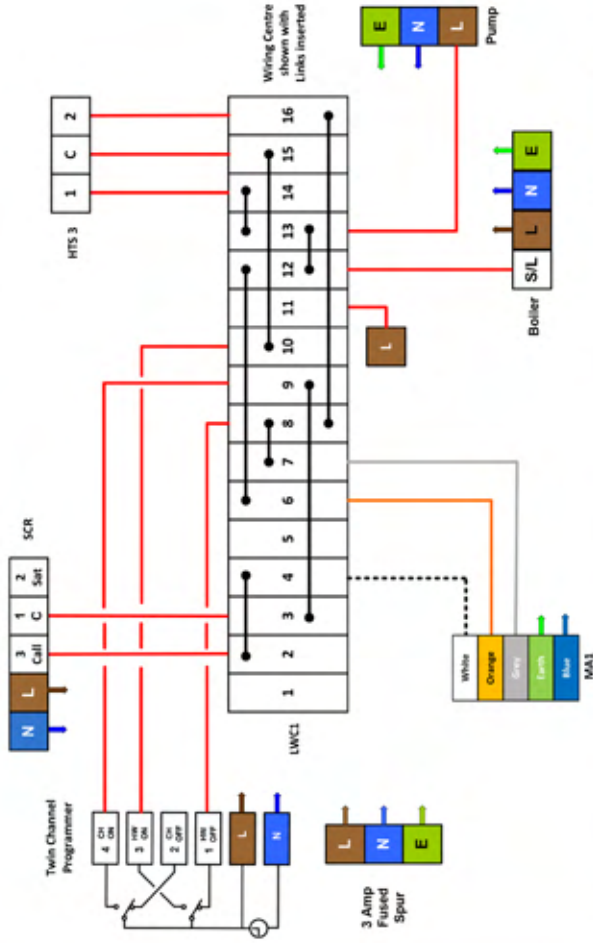 Twin Channel
Programmer
4 CH ON
3 HW ON
2 CH OFF
1 HW OFF
L
N
3 Amp
Fused
Spur
L
N
E
SCR
N
L
3 Call
1 C
2 Sat
HTS 3
1
C
2
LWC1
1
2
3
4
5
6
7
8
9
10
11
12
13
14
15
16
Wiring Centre
shown with
Links inserted
White
Orange
Grey
Earth
Blue
MA1
L
S/L
L
N
E
Boiler
E
N
L
Pump